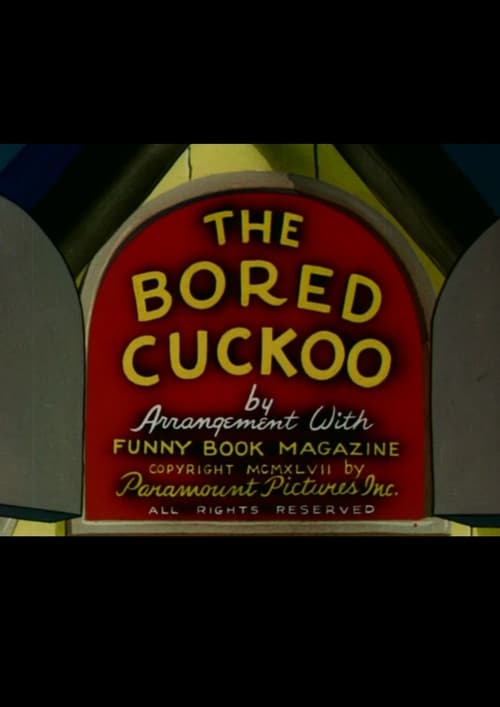 THE
BORED
CUCKOO
by
Arrangement With
FUNNY BOOK MAGAZINE
COPYRIGHT MCMXLVII by
Paramount Pictures Inc.
ALL RIGHTS RESERVED